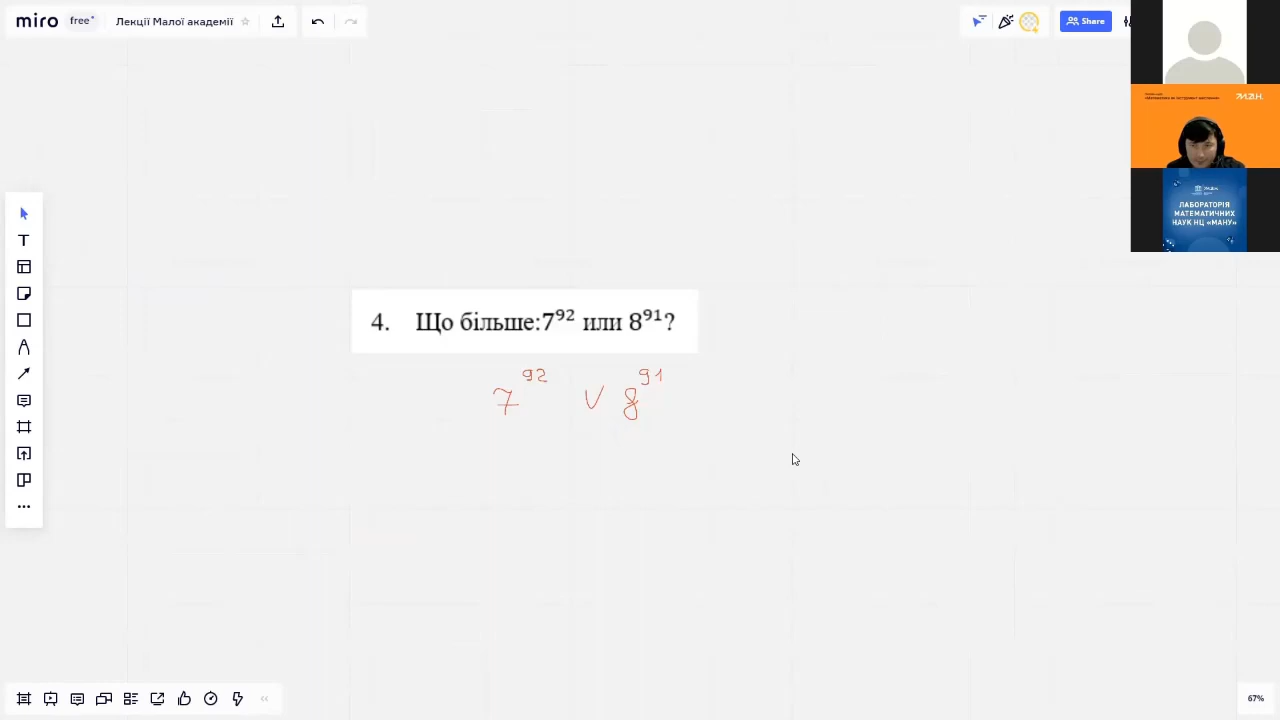 miro free Лекції Малої академії Share
ЛАБОРАТОРІЯ
МАТЕМАТИЧНИХ
НАУК НЦ «МАНУ»
4. Що більше:7⁹² или 8⁹¹?
7⁹² V 8⁹¹
67%